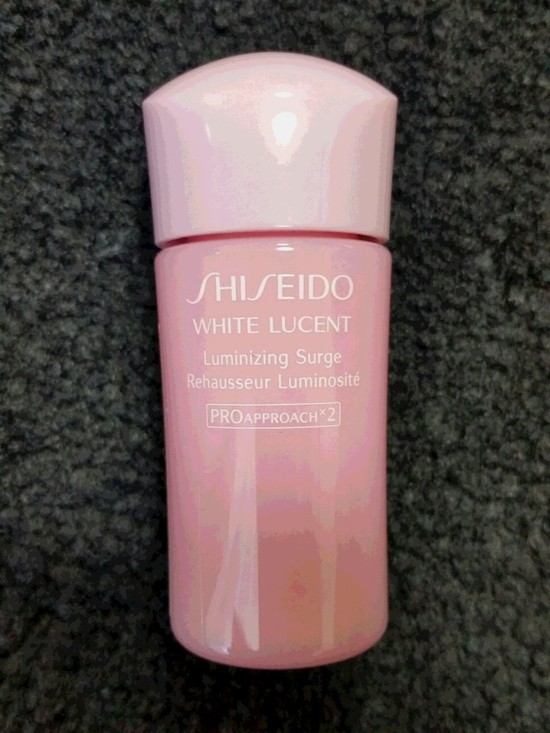 SHISEIDO
WHITE LUCENT
Luminizing Surge
Rehausseur Luminosité
PROAPPROACH×2